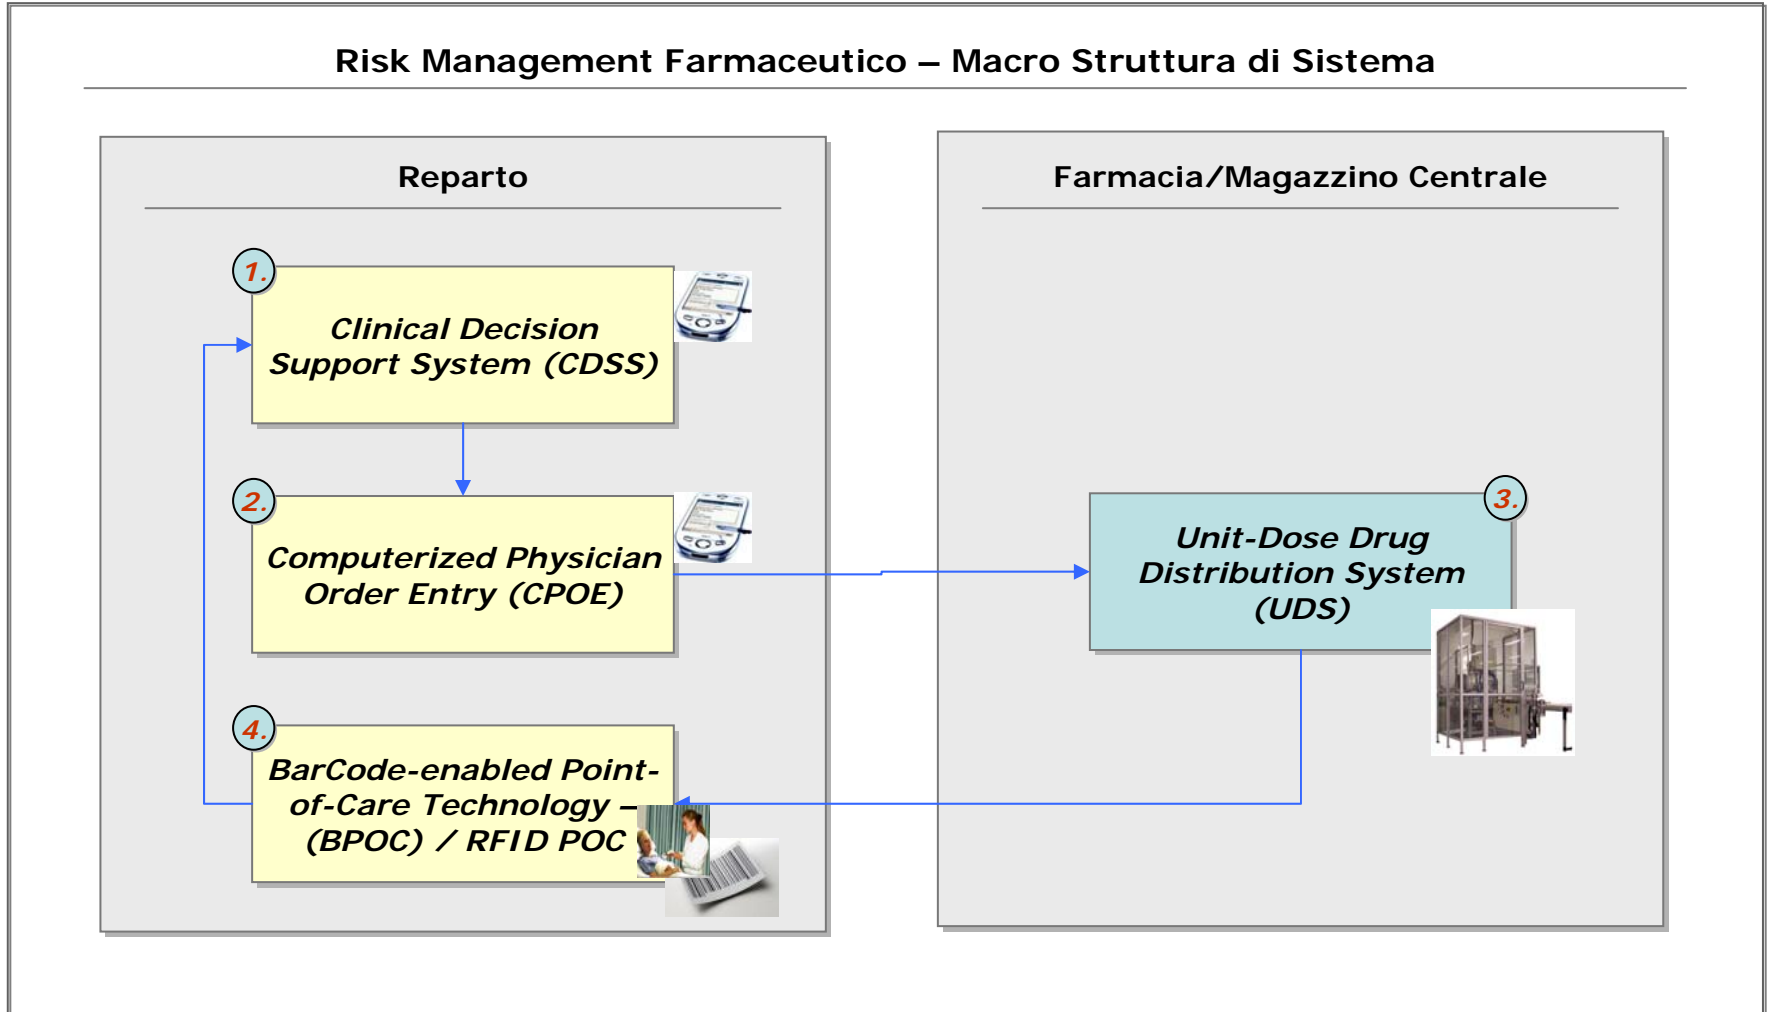 Risk Management Farmaceutico – Macro Struttura di Sistema
Reparto
1.
Clinical Decision
Support System (CDSS)
2.
Computerized Physician
Order Entry (CPOE)
4.
BarCode-enabled Point-
of-Care Technology –
(BPOC) / RFID POC
Farmacia/Magazzino Centrale
3.
Unit-Dose Drug
Distribution System
(UDS)